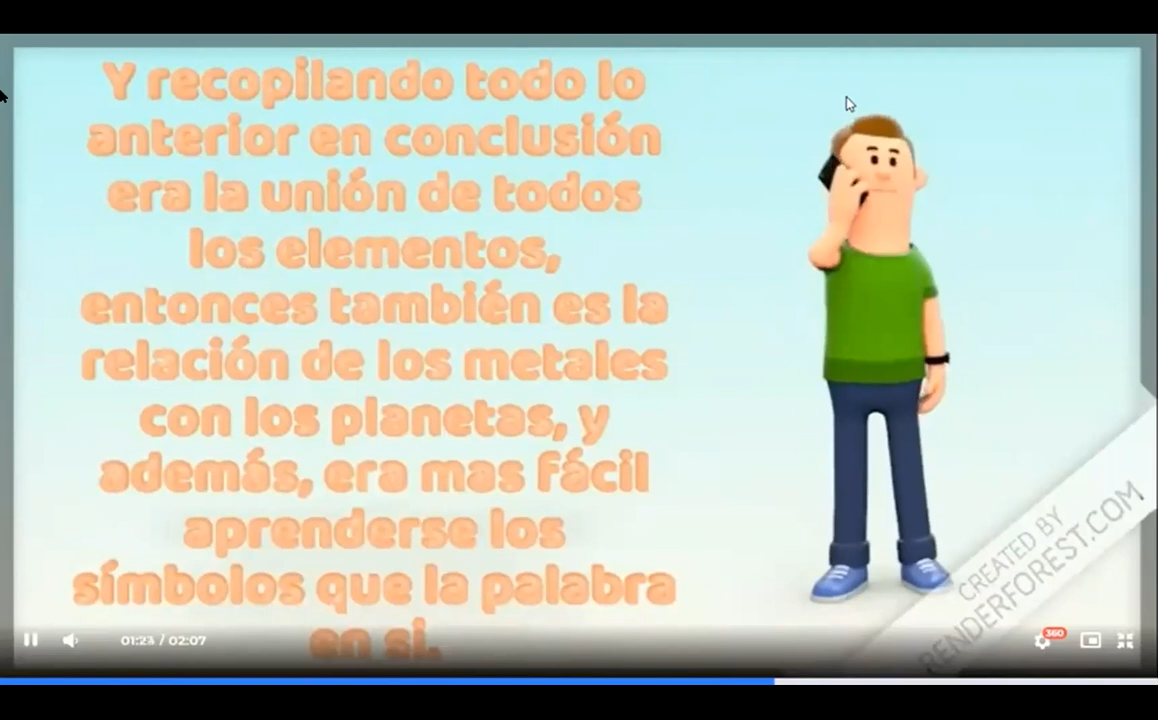 Y recopilando todo lo
anterior en conclusión
era la unión de todos
los elementos,
entonces también es la
relación de los metales
con los planetas, y
además, era mas fácil
aprenderse los
símbolos que la palabra
en si.
01:23 / 02:07
360
CREATED BY
RENDERFOREST.COM